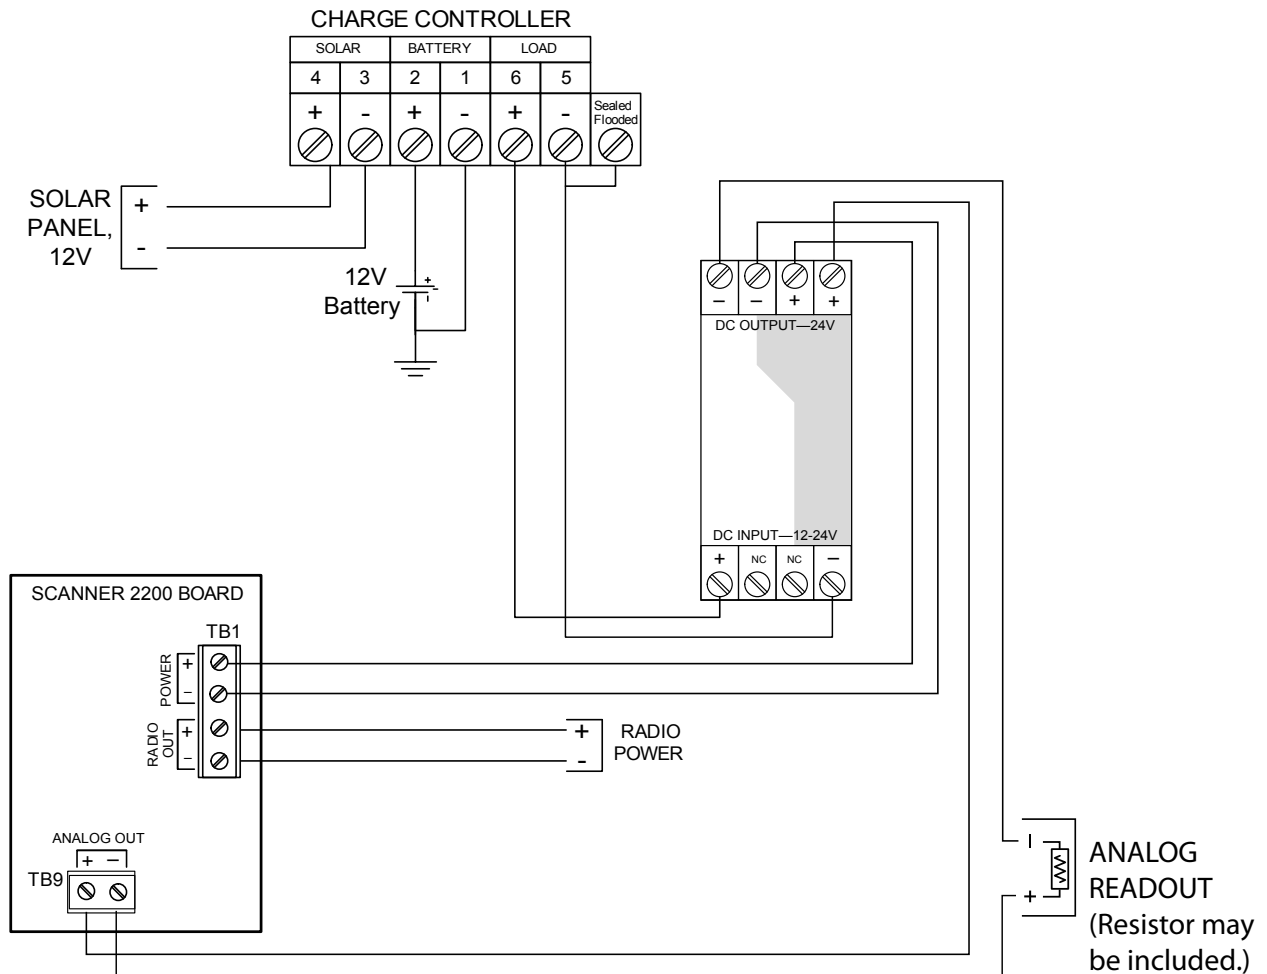 CHARGE CONTROLLER
SOLAR BATTERY LOAD
4 3 2 1 6 5
+ - + - + - Sealed
Flooded
SOLAR
PANEL,
12V
+
-
12V
Battery
+
-
− − + +
DC OUTPUT—24V
DC INPUT—12-24V
+ NC NC −
SCANNER 2200 BOARD
TB1
POWER
+
−
RADIO
OUT
+
−
+
-
RADIO
POWER
ANALOG OUT
+ −
TB9
−
+
ANALOG
READOUT
(Resistor may
be included.)